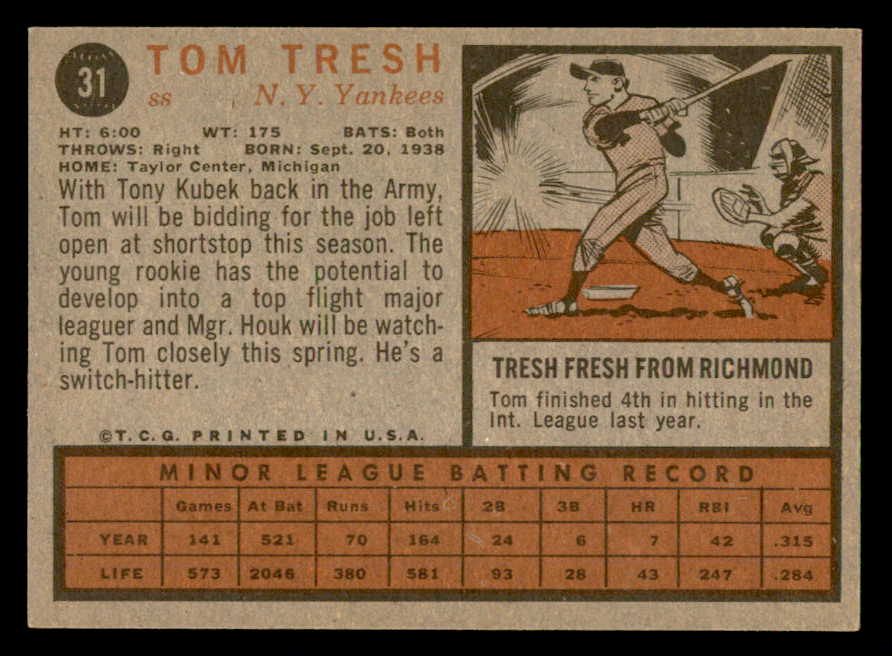 31
TOM TRESH
ss N. Y. Yankees
HT: 6:00 WT: 175 BATS: Both
THROWS: Right BORN: Sept. 20, 1938
HOME: Taylor Center, Michigan
With Tony Kubek back in the Army,
Tom will be bidding for the job left
open at shortstop this season. The
young rookie has the potential to
develop into a top flight major
leaguer and Mgr. Houk will be watch-
ing Tom closely this spring. He's a
switch-hitter.
©T.C.G. PRINTED IN U.S.A.
TRESH FRESH FROM RICHMOND
Tom finished 4th in hitting in the
Int. League last year.
MINOR LEAGUE BATTING RECORD
Games At Bat Runs Hits 2B 3B HR RBI Avg
YEAR 141 521 70 164 24 6 7 42 .315
LIFE 573 2046 380 581 93 28 43 247 .284